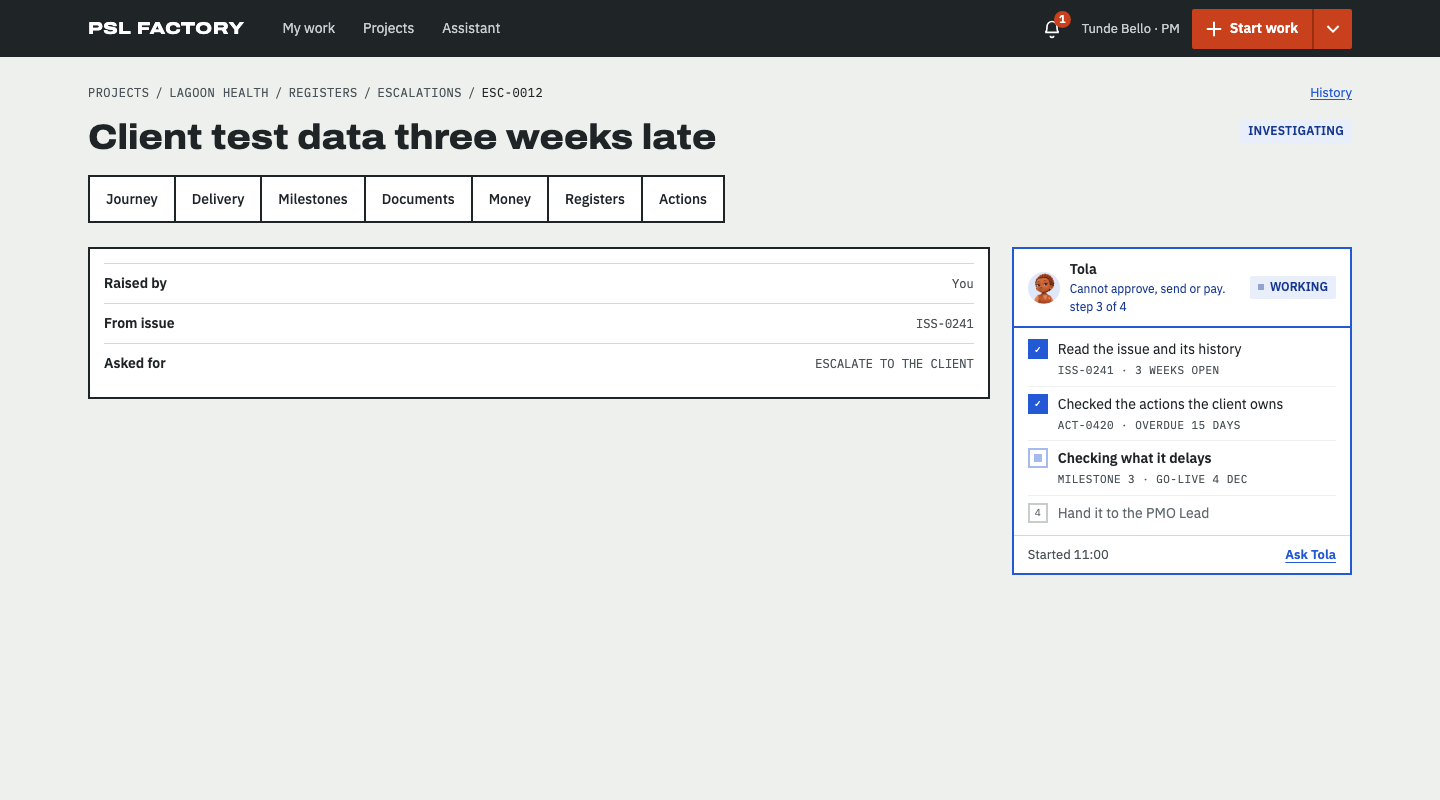 PSL FACTORY
My work
Projects
Assistant
1
Tunde Bello · PM
Start work
PROJECTS / LAGOON HEALTH / REGISTERS / ESCALATIONS / ESC-0012
History
Client test data three weeks late
INVESTIGATING
Journey
Delivery
Milestones
Documents
Money
Registers
Actions
Raised by
You
From issue
ISS-0241
Asked for
ESCALATE TO THE CLIENT
Tola
Cannot approve, send or pay.
step 3 of 4
WORKING
✓ Read the issue and its history
ISS-0241 · 3 WEEKS OPEN
✓ Checked the actions the client owns
ACT-0420 · OVERDUE 15 DAYS
Checking what it delays
MILESTONE 3 · GO-LIVE 4 DEC
4 Hand it to the PMO Lead
Started 11:00
Ask Tola